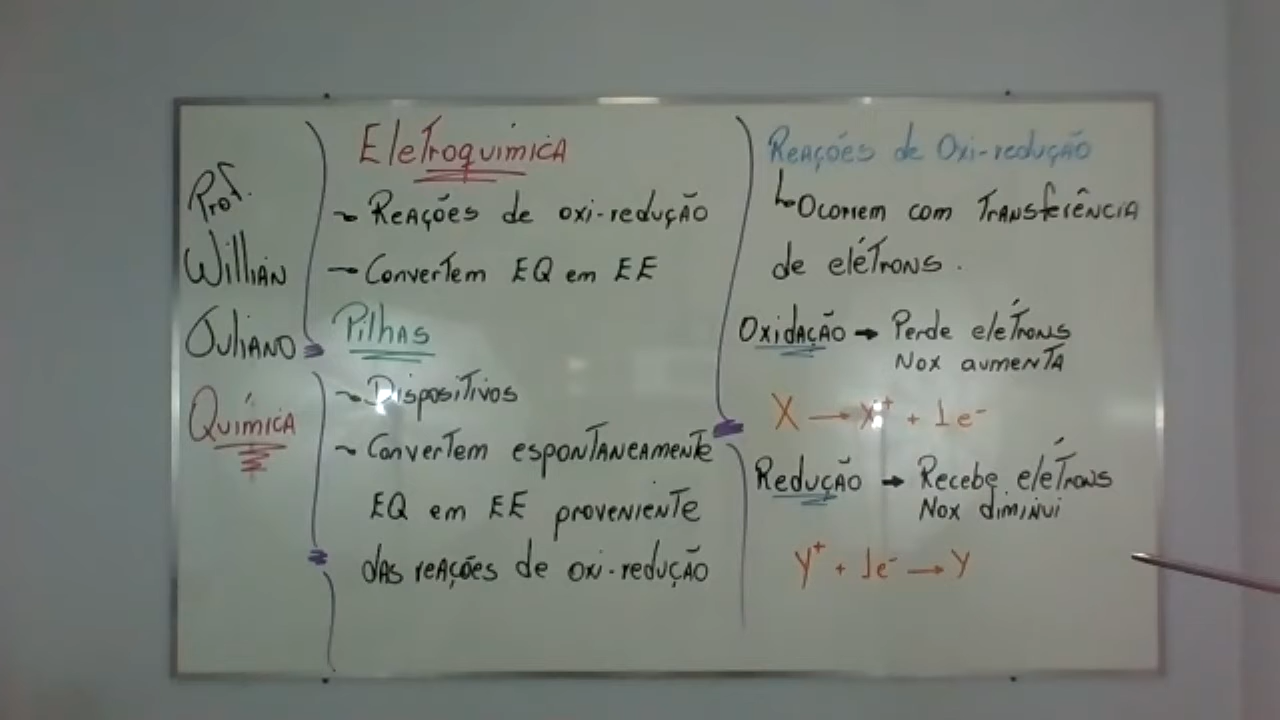 Prof.
Willian
Juliano
Química
Eletroquímica
~ Reações de oxi-redução
~ Convertem EQ em EE
Pilhas
~ Dispositivos
~ Convertem espontaneamente
EQ em EE proveniente
das reações de oxi-redução
Reações de Oxi-redução
↳ Ocorrem com Transferência
de elétrons.
Oxidação → Perde elétrons
Nox aumenta
X → X⁺ + 1e⁻
Redução → Recebe elétrons
Nox diminui
Y⁺ + 1e⁻ → Y